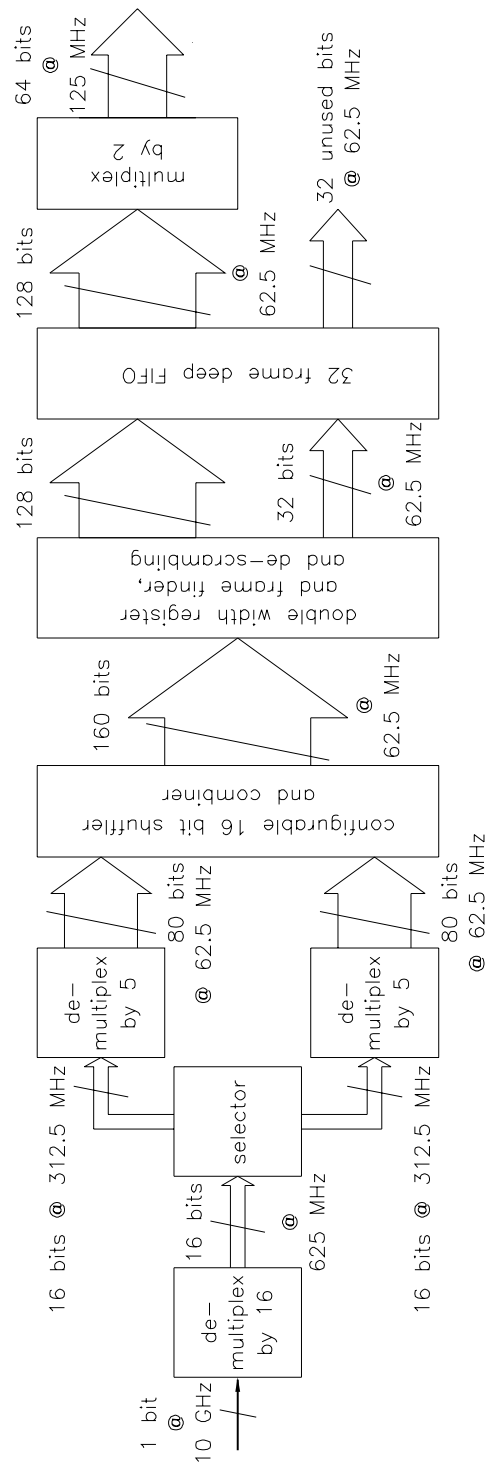 1 bit
@
10 GHz
de-
multiplex
by 16
16 bits
@
625 MHz
selector
16 bits @ 312.5 MHz
16 bits @ 312.5 MHz
de-
multiplex
by 5
de-
multiplex
by 5
80 bits
@ 62.5 MHz
80 bits
@ 62.5 MHz
configurable 16 bit shuffler
and combiner
160 bits
@
62.5 MHz
double width register
and frame finder,
and de-scrambling
128 bits
32 bits
@
62.5 MHz
32 frame deep FIFO
128 bits
@
62.5 MHz
32 unused bits
@ 62.5 MHz
multiplex
by 2
64 bits
@
125 MHz